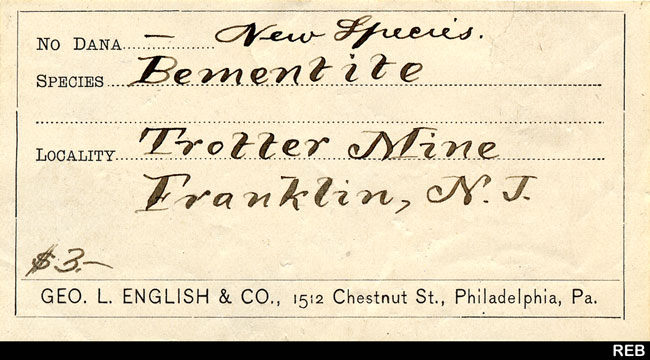 No Dana — New Species.
Species Bementite
Locality Trotter Mine
Franklin, N. J.
$3.—
GEO. L. ENGLISH & CO., 1512 Chestnut St., Philadelphia, Pa.
REB